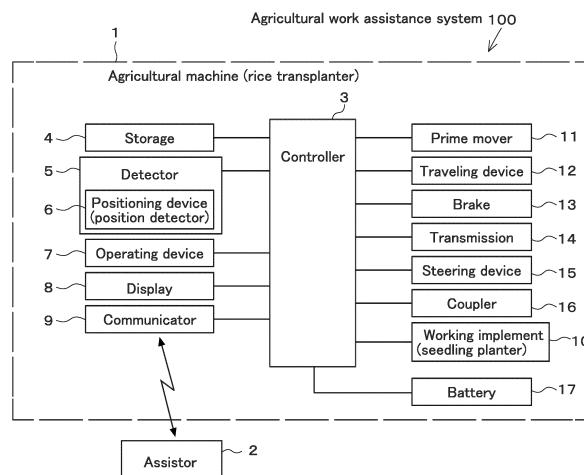 Agricultural work assistance system 100
1
Agricultural machine (rice transplanter)
3
Controller
4 Storage
5 Detector
6 Positioning device
(position detector)
7 Operating device
8 Display
9 Communicator
Prime mover 11
Traveling device 12
Brake 13
Transmission 14
Steering device 15
Coupler 16
Working implement 10
(seedling planter)
Battery 17
Assistor 2